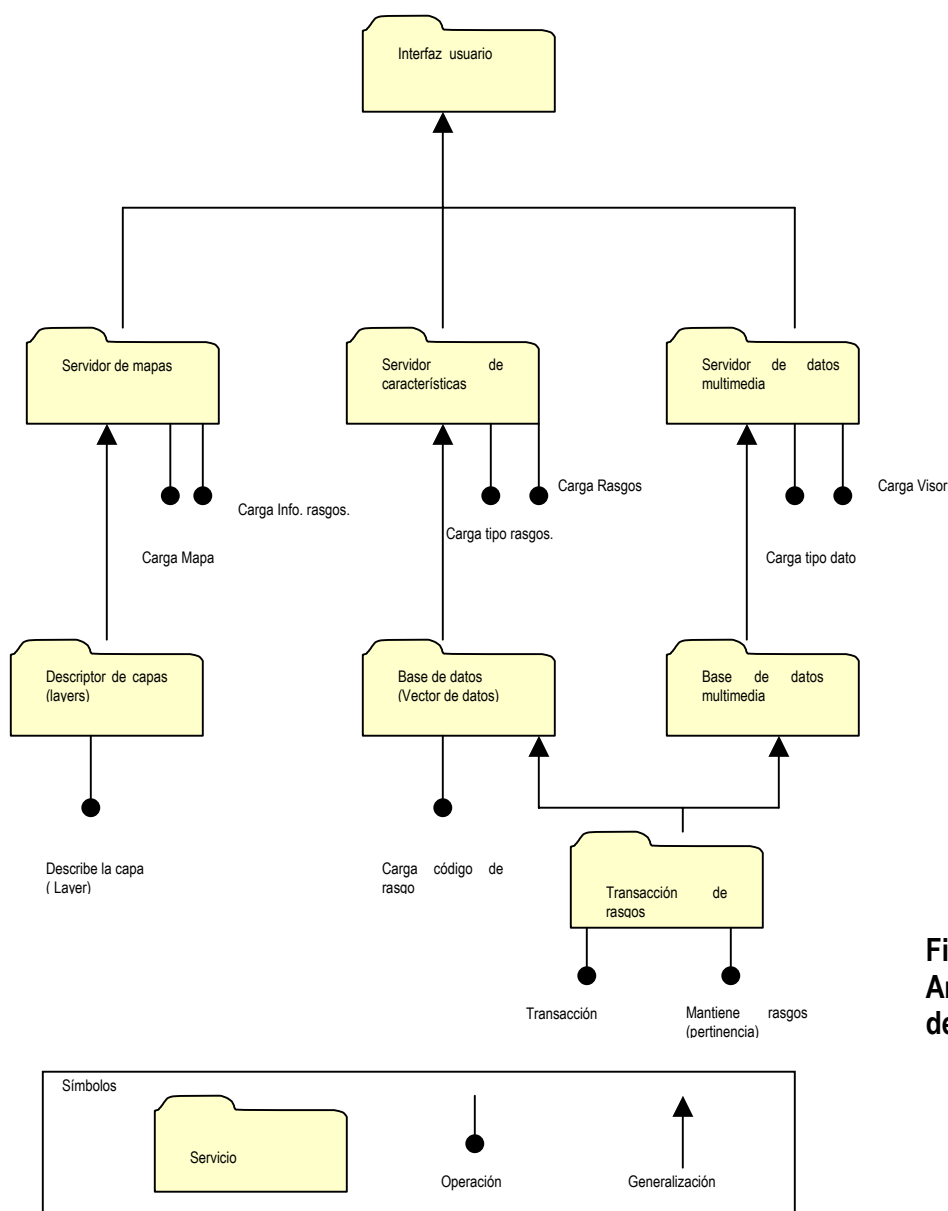 Interfaz usuario
Servidor de mapas
Servidor de
características
Servidor de datos
multimedia
Carga Info. rasgos.
Carga Mapa
Carga Rasgos
Carga tipo rasgos.
Carga Visor
Carga tipo dato
Descriptor de capas
(layers)
Base de datos
(Vector de datos)
Base de datos
multimedia
Describe la capa
( Layer)
Carga código de
rasgo
Transacción de
rasgos
Transacción
Mantiene rasgos
(pertinencia)
Símbolos
Servicio
Operación
Generalización